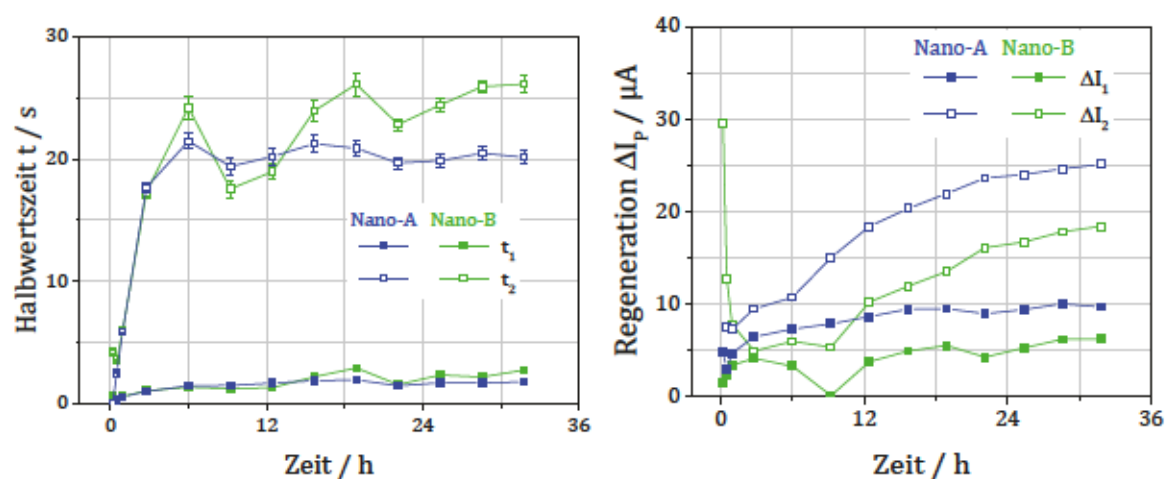 30
20
10
0
Halbwertszeit t / s
Nano-A Nano-B
t₁
t₂
0 12 24 36
Zeit / h
40
30
20
10
0
Regeneration ΔI_P / μA
Nano-A Nano-B
ΔI₁
ΔI₂
0 12 24 36
Zeit / h